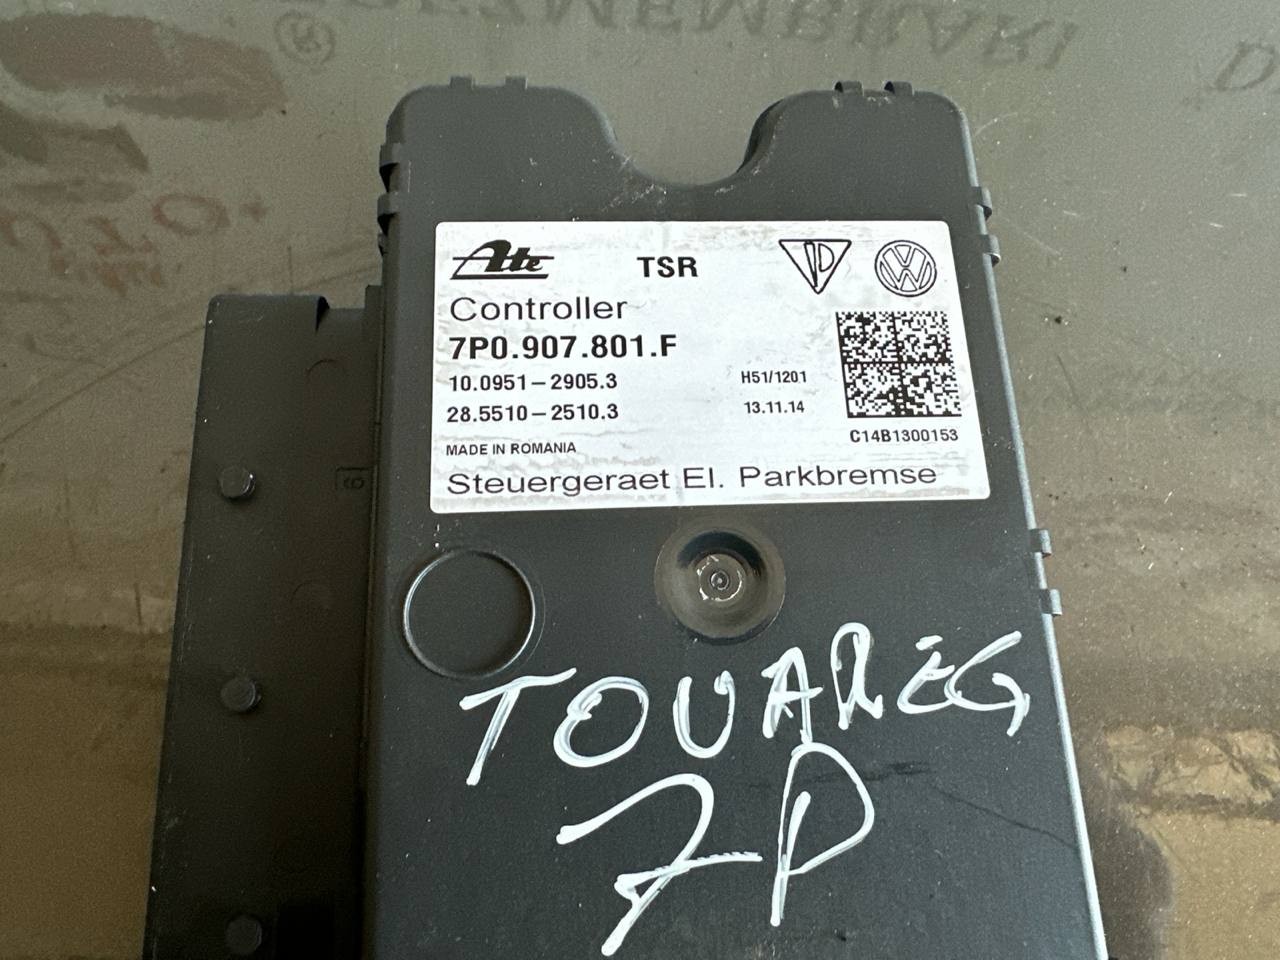 Ate TSR
Controller
7P0.907.801.F
10.0951-2905.3 H51/1201
28.5510-2510.3 13.11.14
C14B1300153
MADE IN ROMANIA
Steuergeraet El. Parkbremse
TOUAREG
7P